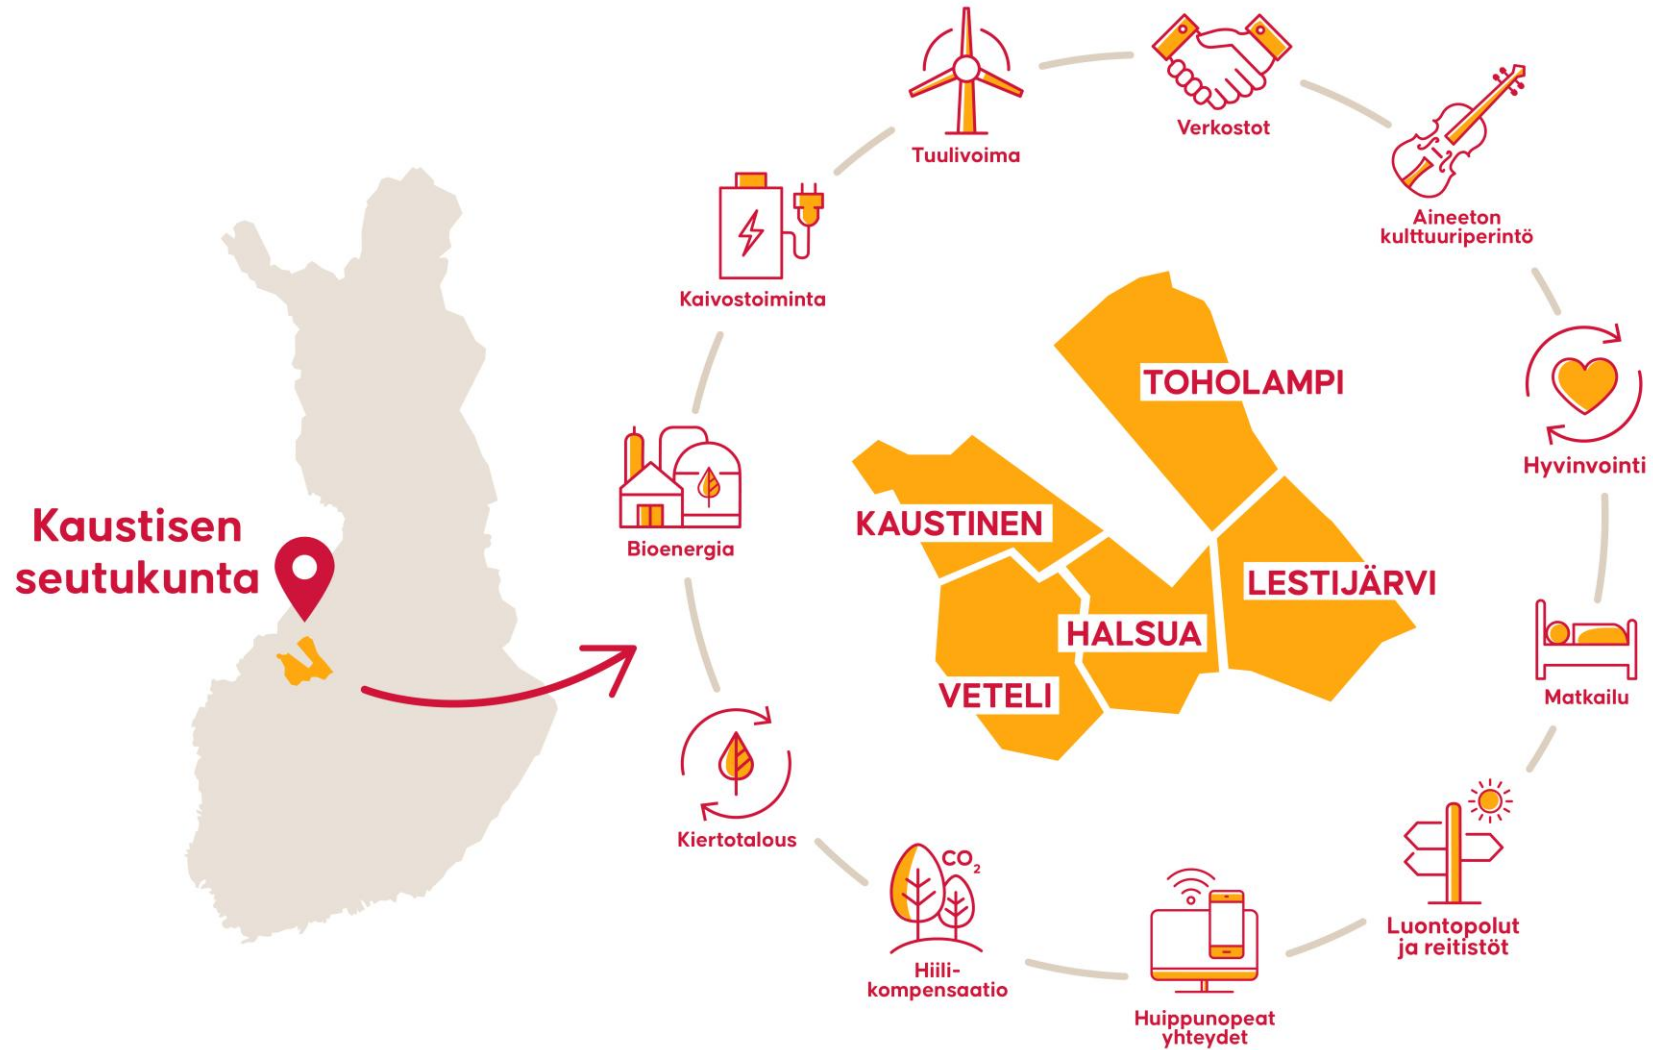 Kaustisen
seutukunta
Tuulivoima
Verkostot
Aineeton
kulttuuriperintö
Hyvinvointi
Matkailu
Luontopolut
ja reitistöt
Huippunopeat
yhteydet
CO₂
Hiili-
kompensaatio
Kiertotalous
Bioenergia
Kaivostoiminta
TOHOLAMPI
KAUSTINEN
LESTIJÄRVI
HALSUA
VETELI